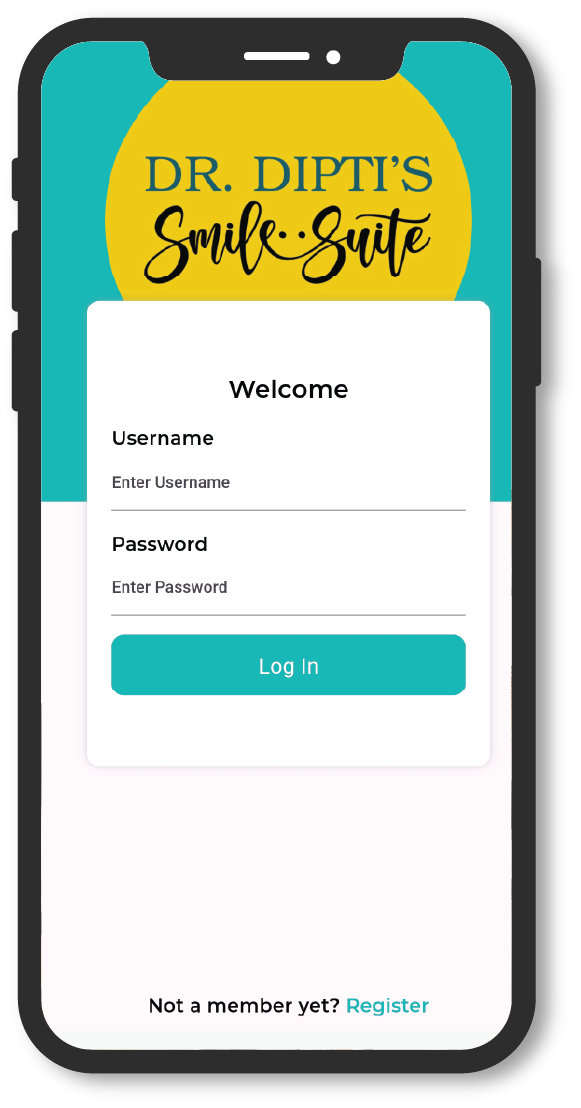 DR. DIPTI'S
Smile Suite
Welcome
Username
Enter Username
Password
Enter Password
Log In
Not a member yet? Register